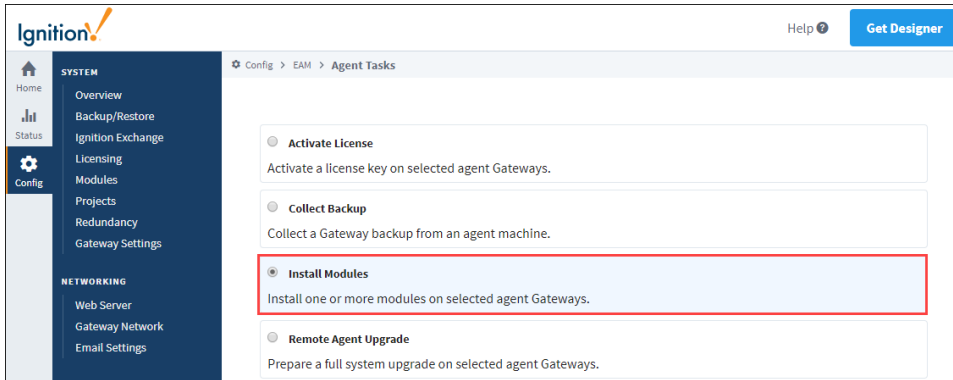 Ignition!
Help ?
Get Designer
Home
Status
Config
SYSTEM
Overview
Backup/Restore
Ignition Exchange
Licensing
Modules
Projects
Redundancy
Gateway Settings
NETWORKING
Web Server
Gateway Network
Email Settings
Config > EAM > Agent Tasks
Activate License
Activate a license key on selected agent Gateways.
Collect Backup
Collect a Gateway backup from an agent machine.
Install Modules
Install one or more modules on selected agent Gateways.
Remote Agent Upgrade
Prepare a full system upgrade on selected agent Gateways.